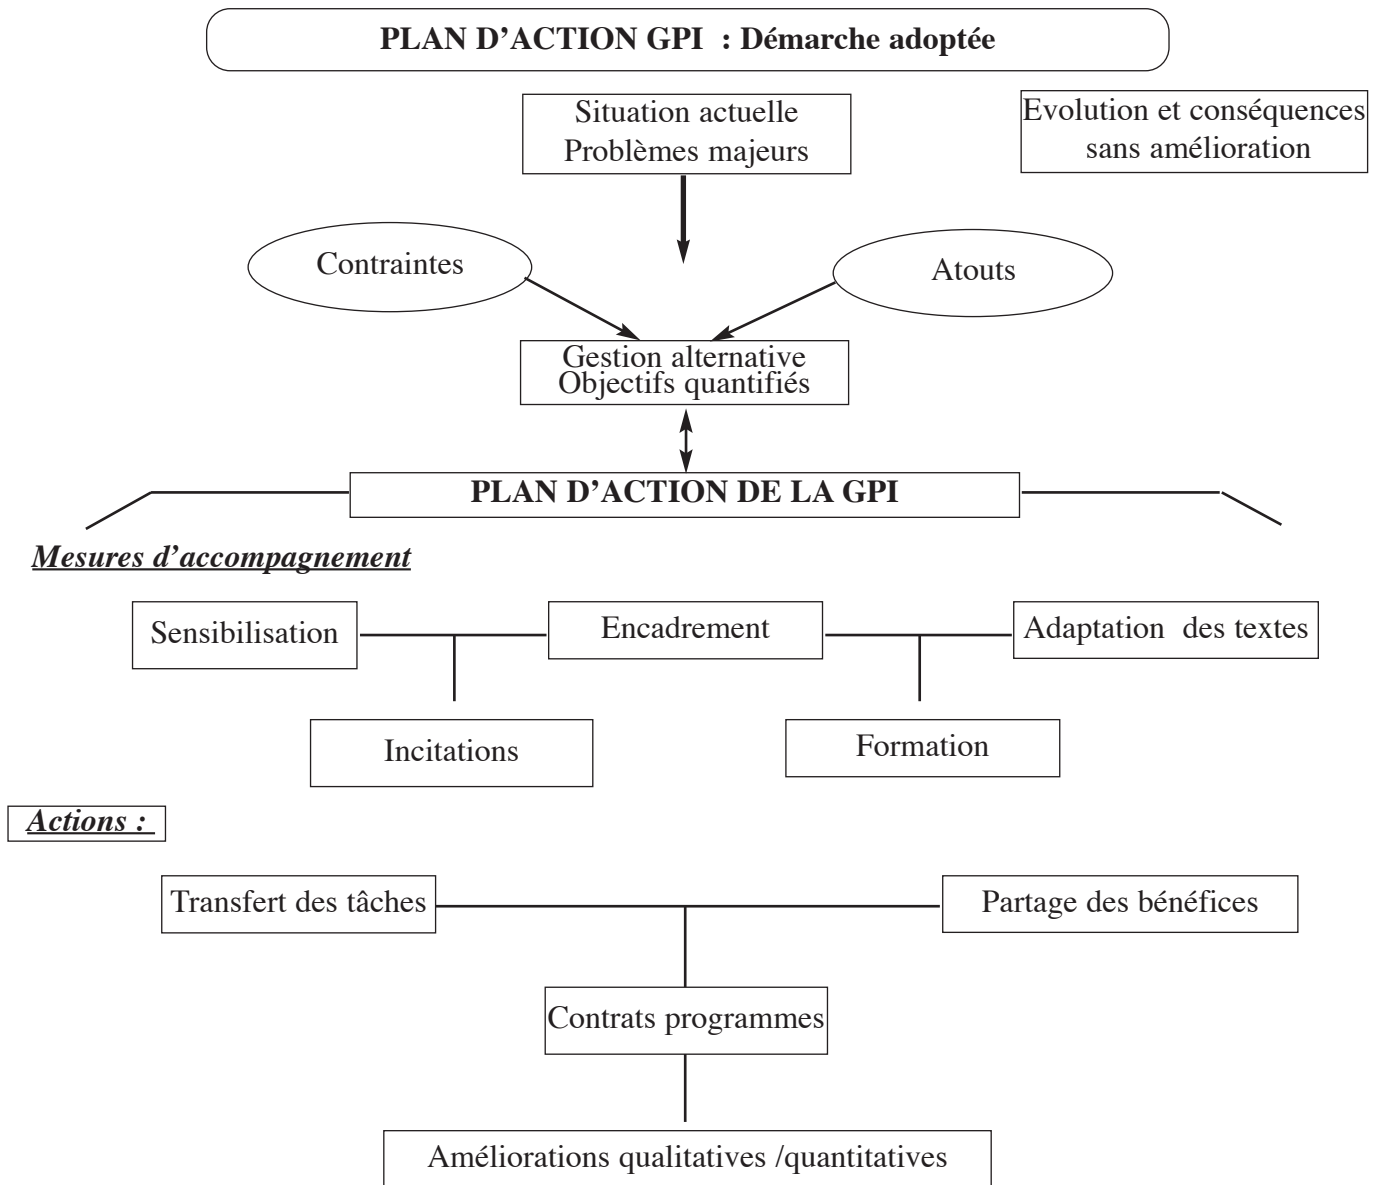 PLAN D’ACTION GPI : Démarche adoptée
Situation actuelle
Problèmes majeurs
Evolution et conséquences
sans amélioration
Contraintes
Atouts
Gestion alternative
Objectifs quantifiés
PLAN D’ACTION DE LA GPI
Mesures d’accompagnement
Sensibilisation
Encadrement
Adaptation des textes
Incitations
Formation
Actions :
Transfert des tâches
Partage des bénéfices
Contrats programmes
Améliorations qualitatives /quantitatives